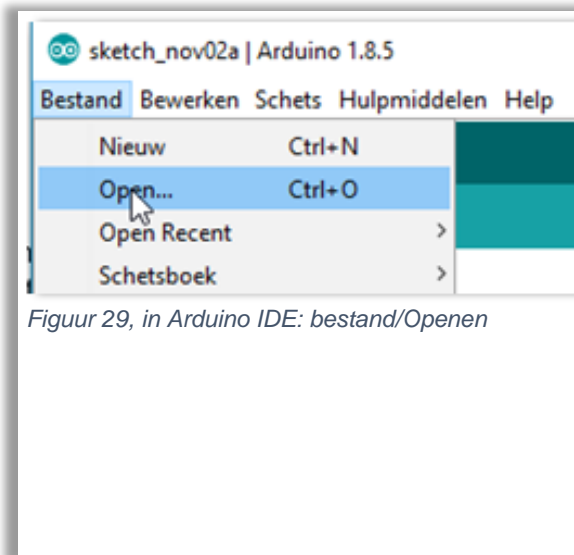 sketch_nov02a | Arduino 1.8.5
Bestand Bewerken Schets Hulpmiddelen Help
Nieuw Ctrl+N
Open... Ctrl+O
Open Recent >
Schetsboek >
Figuur 29, in Arduino IDE: bestand/Openen